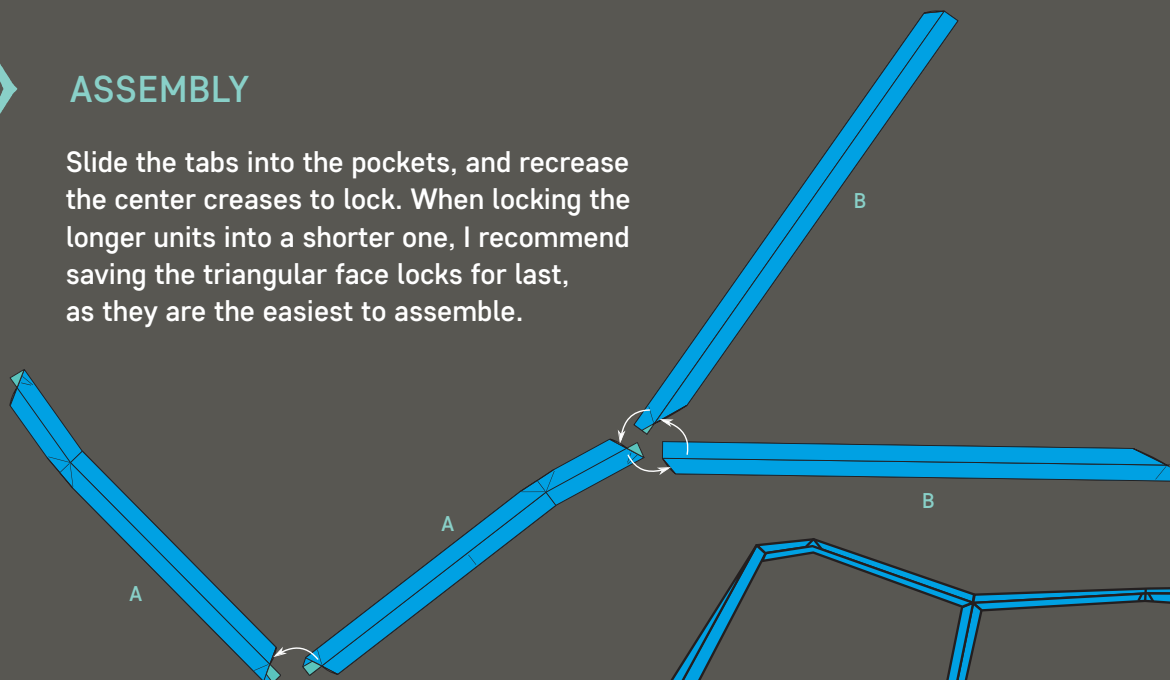 ASSEMBLY
Slide the tabs into the pockets, and recrease
the center creases to lock. When locking the
longer units into a shorter one, I recommend
saving the triangular face locks for last,
as they are the easiest to assemble.
B
B
A
A